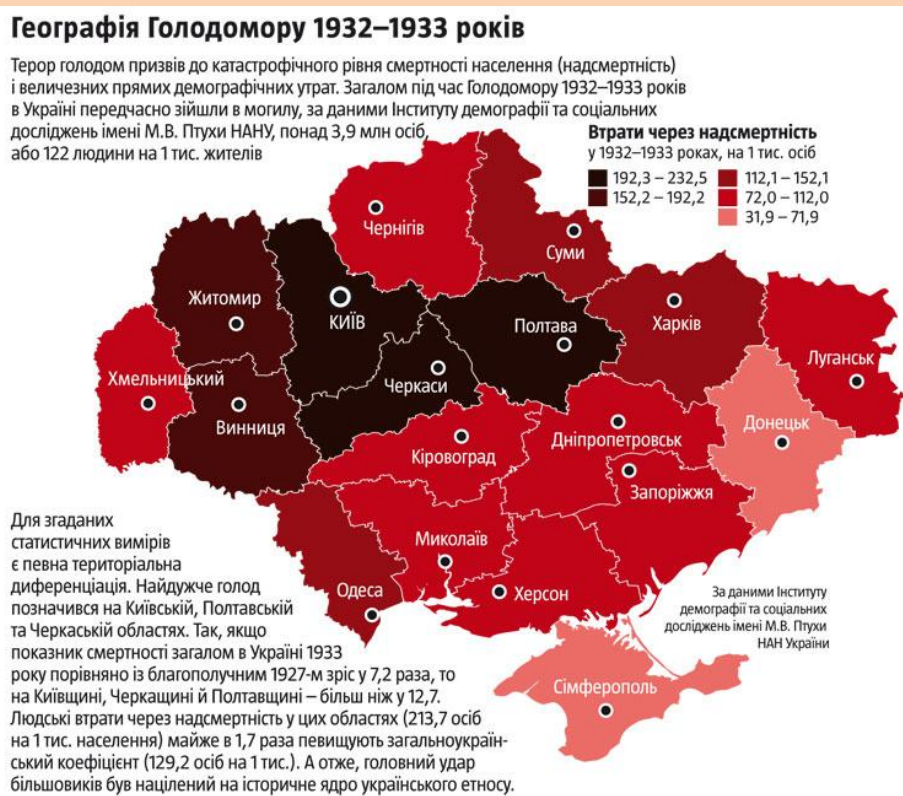 Географія Голодомору 1932–1933 років
Терор голодом призвів до катастрофічного рівня смертності населення (надсмертність)
і величезних прямих демографічних утрат. Загалом під час Голодомору 1932–1933 років
в Україні передчасно зійшли в могилу, за даними Інституту демографії та соціальних
досліджень імені М.В. Птухи НАНУ, понад 3,9 млн осіб,
або 122 людини на 1 тис. жителів
Втрати через надсмертність
у 1932–1933 роках, на 1 тис. осіб
192,3 – 232,5
112,1 – 152,1
152,2 – 192,2
72,0 – 112,0
31,9 – 71,9
Чернігів
Суми
Житомир
КИЇВ
Полтава
Харків
Луганськ
Хмельницький
Черкаси
Винниця
Донецьк
Дніпропетровськ
Кіровоград
Запоріжжя
Миколаїв
Одеса
Херсон
Сімферополь
Для згаданих
статистичних вимірів
є певна територіальна
диференціація. Найдужче голод
позначився на Київській, Полтавській
та Черкаській областях. Так, якщо
показник смертності загалом в Україні 1933
року порівняно із благополучним 1927-м зріс у 7,2 раза, то
на Київщині, Черкащині й Полтавщині – більш ніж у 12,7.
Людські втрати через надсмертність у цих областях (213,7 осіб
на 1 тис. населення) майже в 1,7 раза певищують загальноукраїн-
ський коефіцієнт (129,2 осіб на 1 тис.). А отже, головний удар
більшовиків був націлений на історичне ядро українського етносу.
За даними Інституту
демографії та соціальних
досліджень імені М.В. Птухи
НАН України